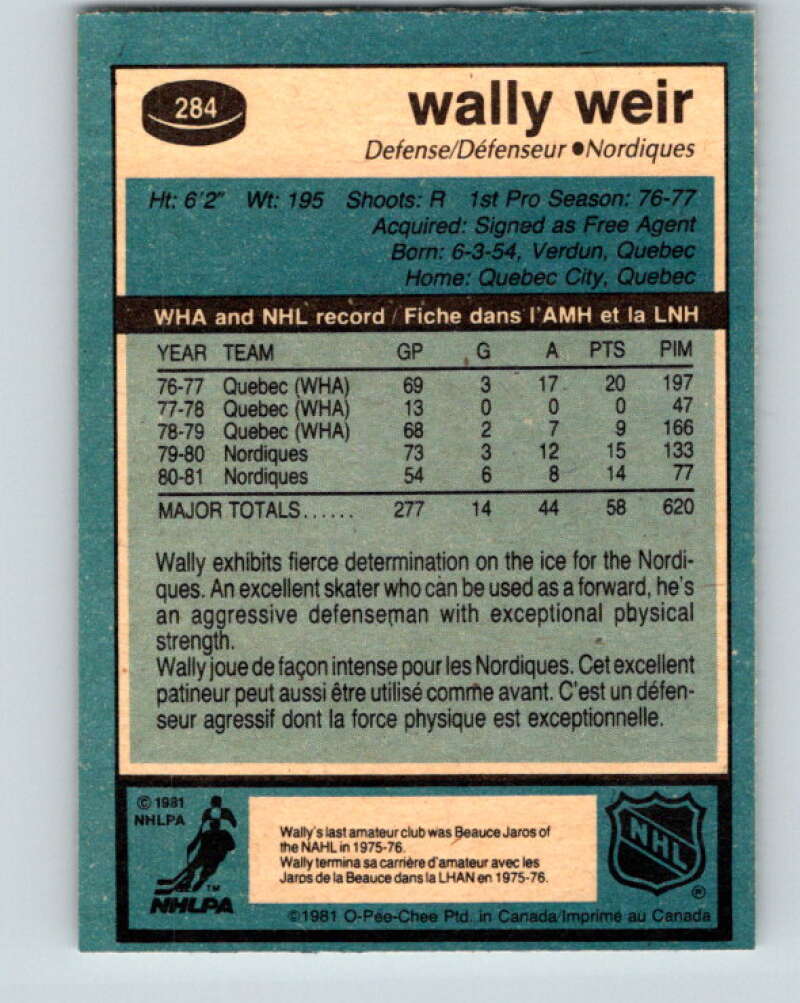 284
wally weir
Defense/Défenseur •Nordiques
Ht: 6'2" Wt: 195 Shoots: R 1st Pro Season: 76-77
Acquired: Signed as Free Agent
Born: 6-3-54, Verdun, Quebec
Home: Quebec City, Quebec
WHA and NHL record / Fiche dans l'AMH et la LNH
YEAR TEAM GP G A PTS PIM
76-77 Quebec (WHA) 69 3 17 20 197
77-78 Quebec (WHA) 13 0 0 0 47
78-79 Quebec (WHA) 68 2 7 9 166
79-80 Nordiques 73 3 12 15 133
80-81 Nordiques 54 6 8 14 77
MAJOR TOTALS...... 277 14 44 58 620
Wally exhibits fierce determination on the ice for the Nordi-
ques. An excellent skater who can be used as a forward, he's
an aggressive defenseman with exceptional physical
strength.
Wally joue de façon intense pour les Nordiques. Cet excellent
patineur peut aussi être utilisé comme avant. C'est un défen-
seur agressif dont la force physique est exceptionnelle.
© 1981
NHLPA
TM
NHLPA
Wally's last amateur club was Beauce Jaros of
the NAHL in 1975-76.
Wally termina sa carrière d'amateur avec les
Jaros de la Beauce dans la LHAN en 1975-76.
NHL
®
©1981 O-Pee-Chee Ptd. in Canada/Imprimé au Canada